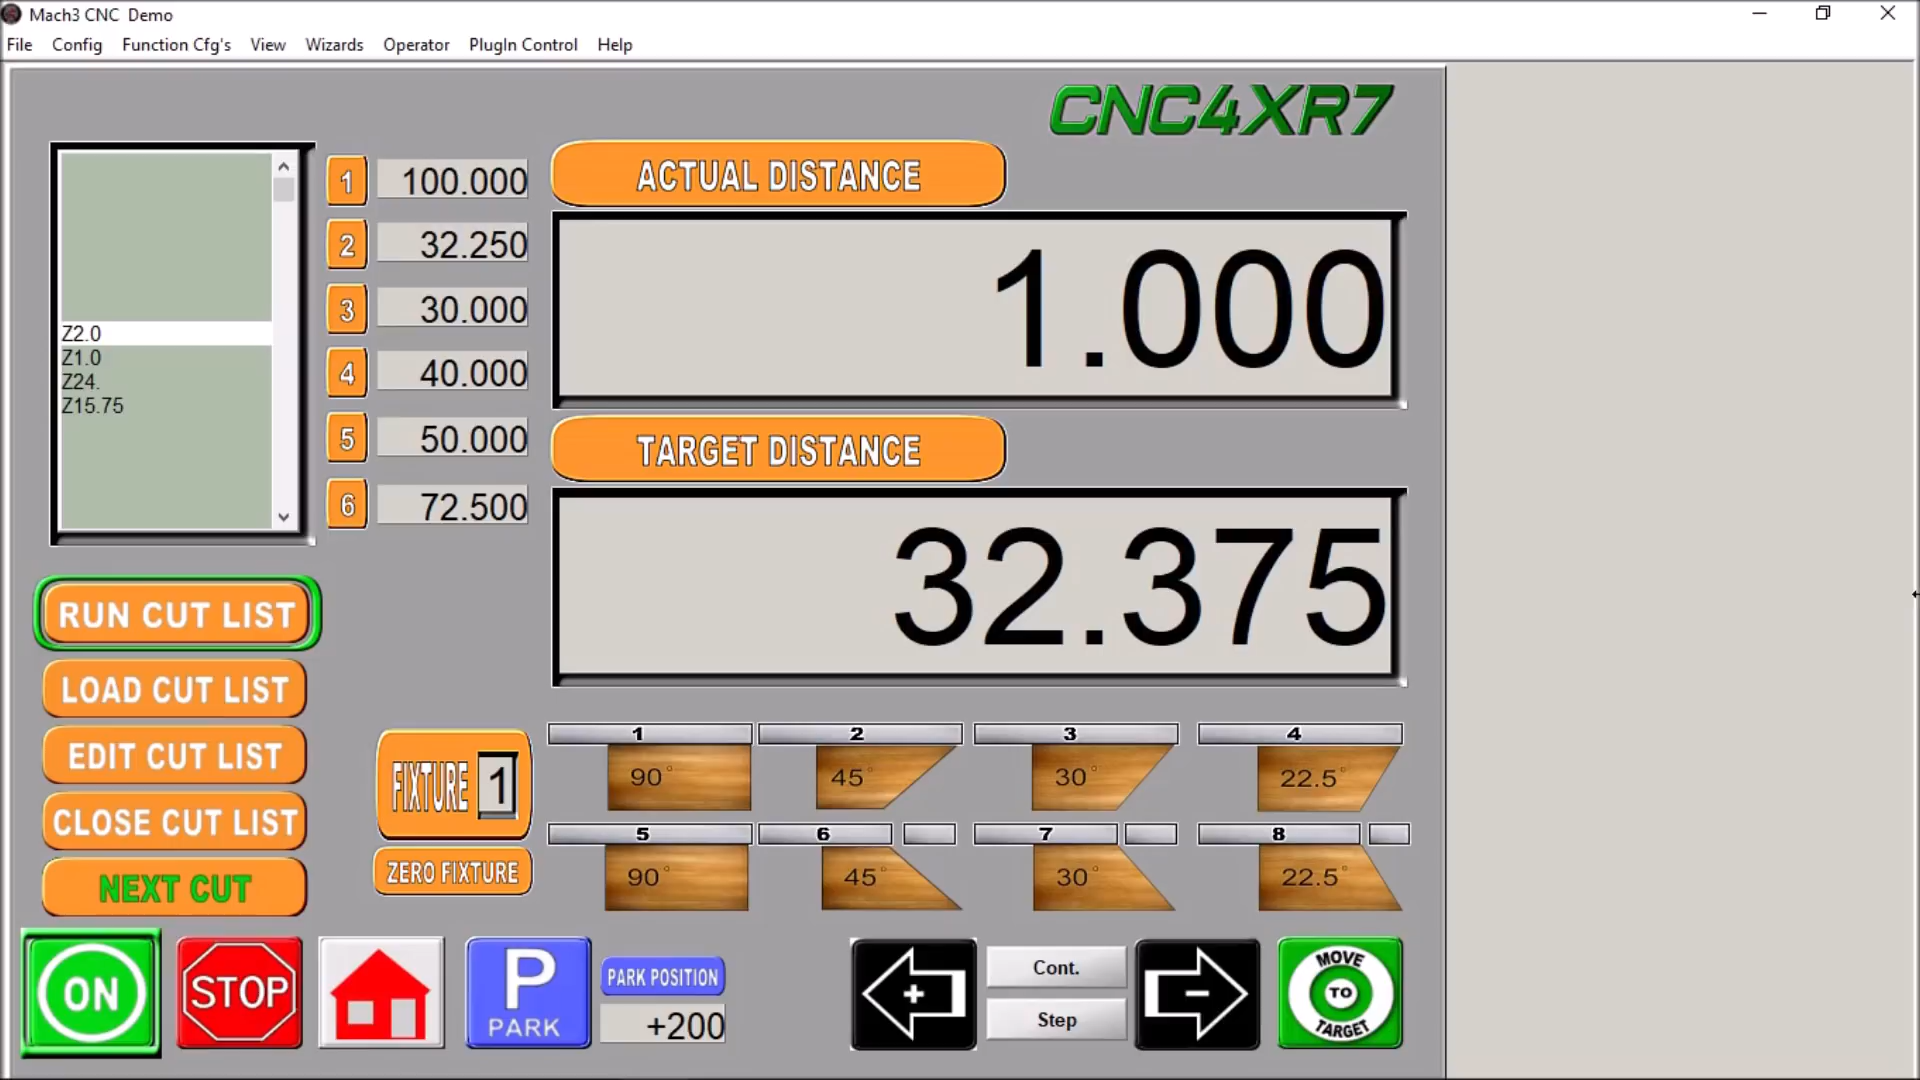 Mach3 CNC  Demo
File Config Function Cfg's View Wizards Operator PlugIn Control Help
CNC4XR7
Z2.0
Z1.0
Z24.
Z15.75
1 100.000
2 32.250
3 30.000
4 40.000
5 50.000
6 72.500
ACTUAL DISTANCE
1.000
TARGET DISTANCE
32.375
RUN CUT LIST
LOAD CUT LIST
EDIT CUT LIST
CLOSE CUT LIST
NEXT CUT
FIXTURE 1
ZERO FIXTURE
1 2 3 4
90° 45° 30° 22.5°
5 6 7 8
90° 45° 30° 22.5°
ON
STOP
P
PARK
PARK POSITION
+200
+
Cont.
Step
-
MOVE
TO
TARGET